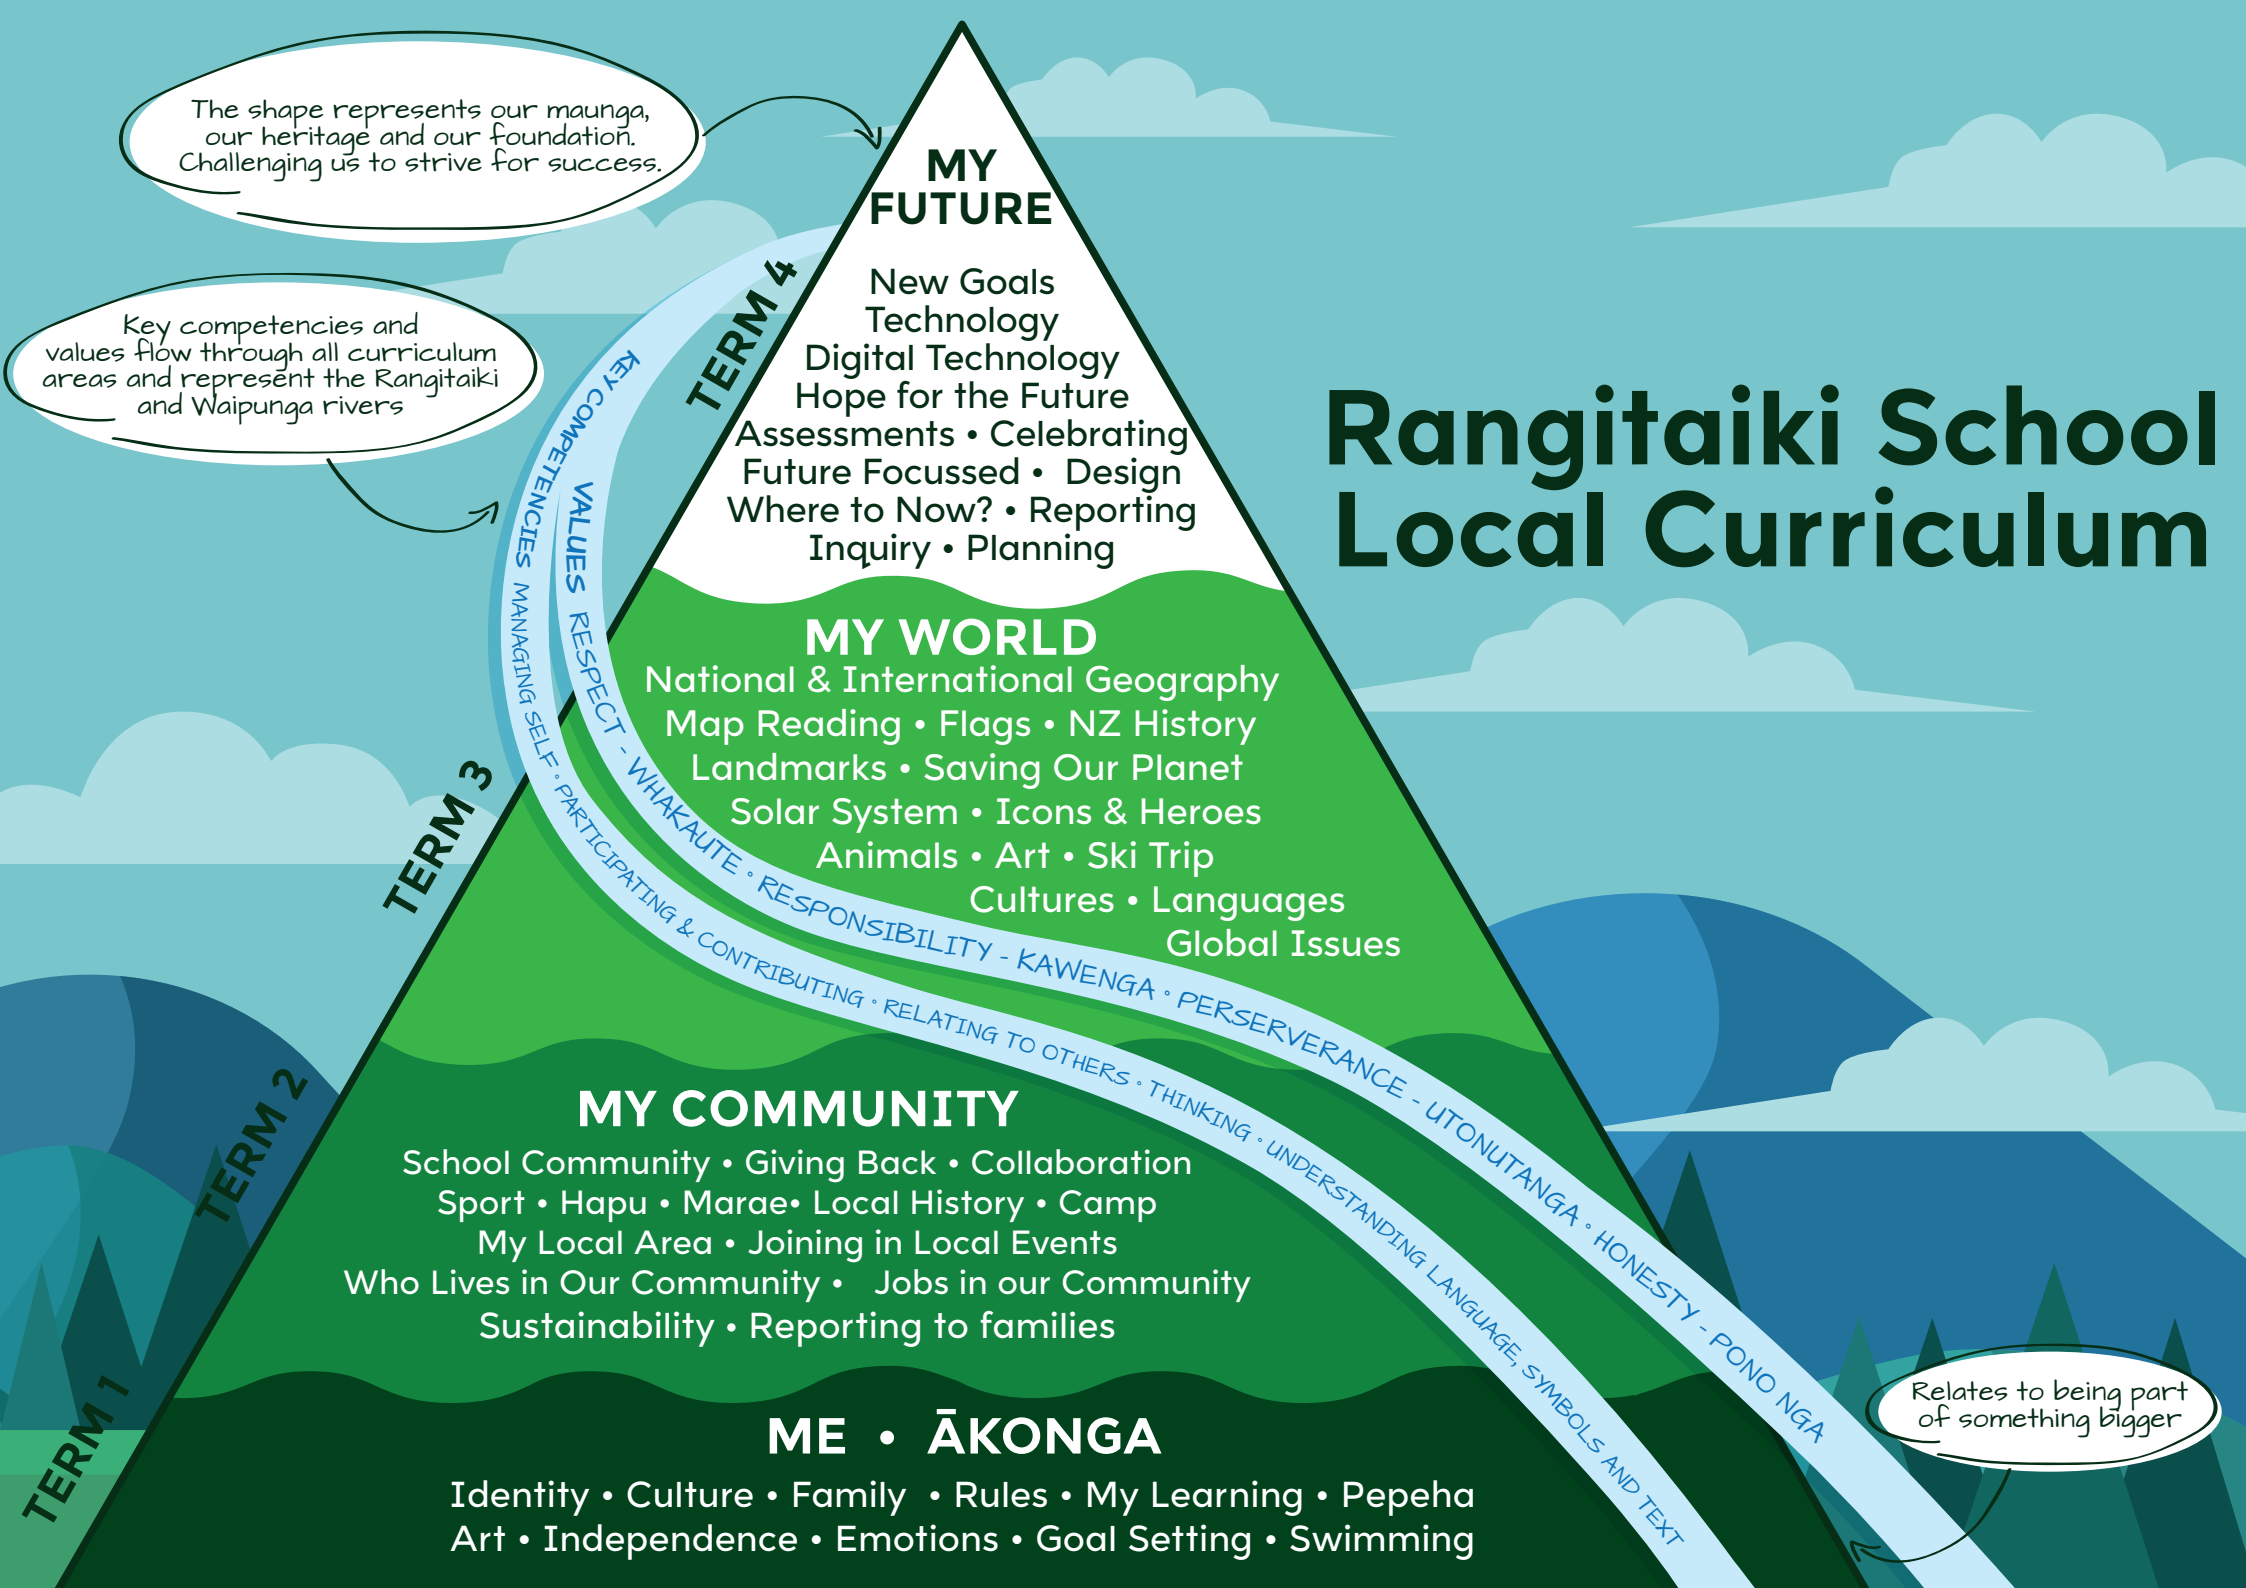 The shape represents our maunga,
our heritage and our foundation.
Challenging us to strive for success.
Key competencies and
values flow through all curriculum
areas and represent the Rangitaiki
and Waipunga rivers
Rangitaiki School
Local Curriculum
TERM 4
MY
FUTURE
New Goals
Technology
Digital Technology
Hope for the Future
Assessments • Celebrating
Future Focussed • Design
Where to Now? • Reporting
Inquiry • Planning
TERM 3
MY WORLD
National & International Geography
Map Reading • Flags • NZ History
Landmarks • Saving Our Planet
Solar System • Icons & Heroes
Animals • Art • Ski Trip
Cultures • Languages
Global Issues
KEY COMPETENCIES MANAGING SELF • PARTICIPATING & CONTRIBUTING • RELATING TO OTHERS • THINKING • UNDERSTANDING LANGUAGE, SYMBOLS AND TEXT
VALUES RESPECT - WHAKAUTE • RESPONSIBILITY - KAWENGA • PERSERVERANCE - UTONUTANGA • HONESTY - PONO NGA
TERM 2
MY COMMUNITY
School Community • Giving Back • Collaboration
Sport • Hapu • Marae• Local History • Camp
My Local Area • Joining in Local Events
Who Lives in Our Community • Jobs in our Community
Sustainability • Reporting to families
TERM 1
ME • ĀKONGA
Identity • Culture • Family • Rules • My Learning • Pepeha
Art • Independence • Emotions • Goal Setting • Swimming
Relates to being part
of something bigger